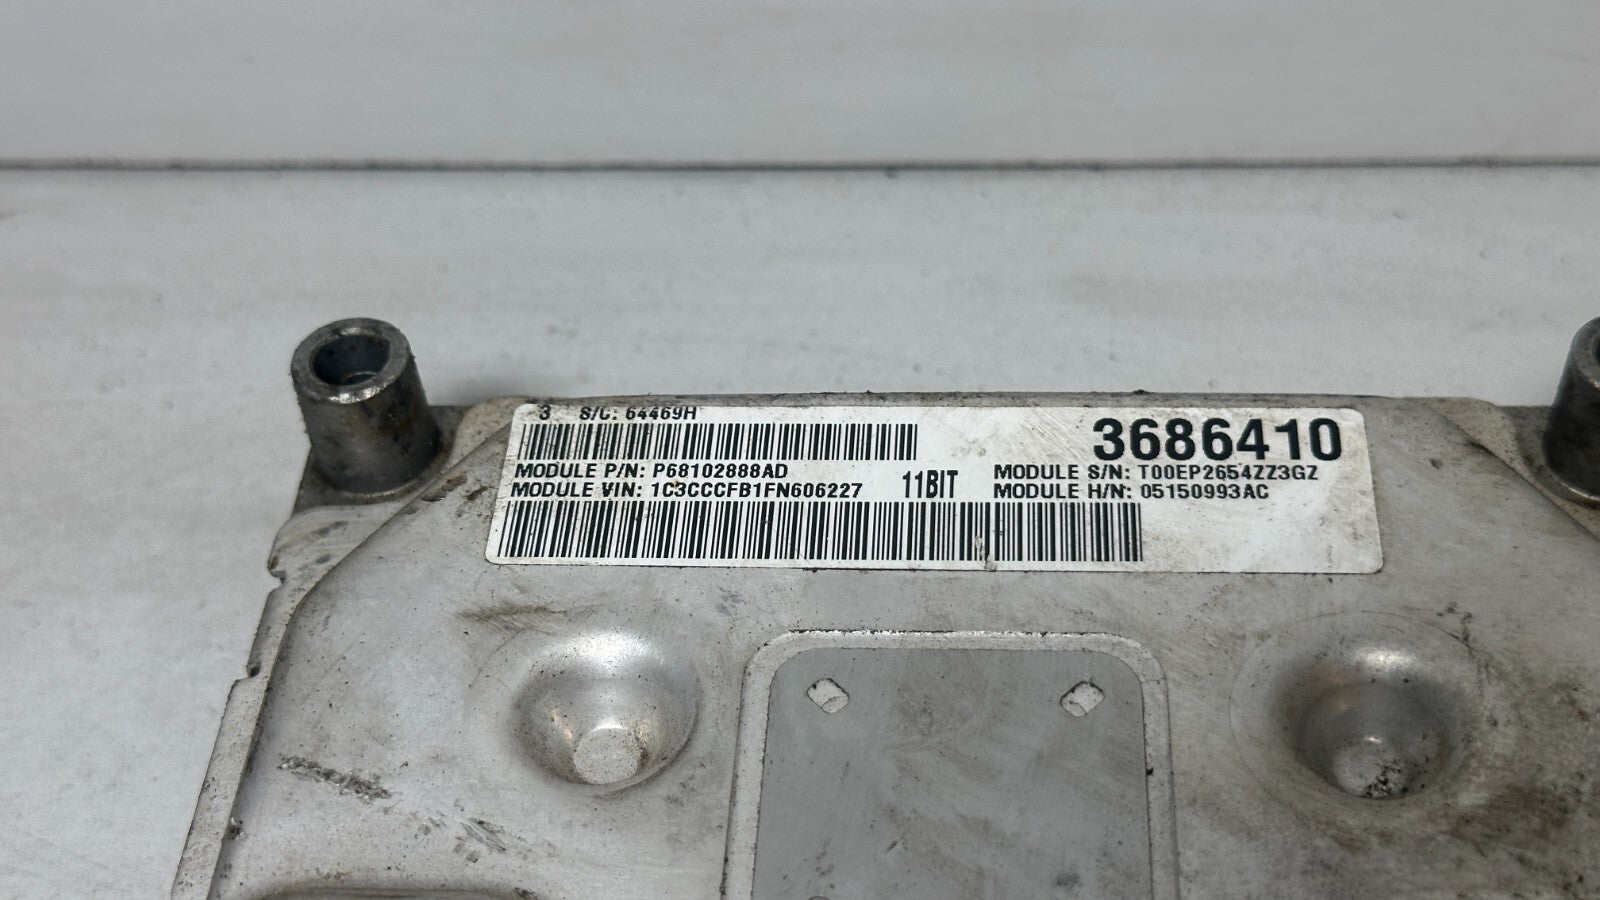 3 S/C: 64469H
3686410
MODULE P/N: P68102888AD
MODULE VIN: 1C3CCCFB1FN606227
11BIT
MODULE S/N: T00EP2654ZZ3GZ
MODULE H/N: 05150993AC